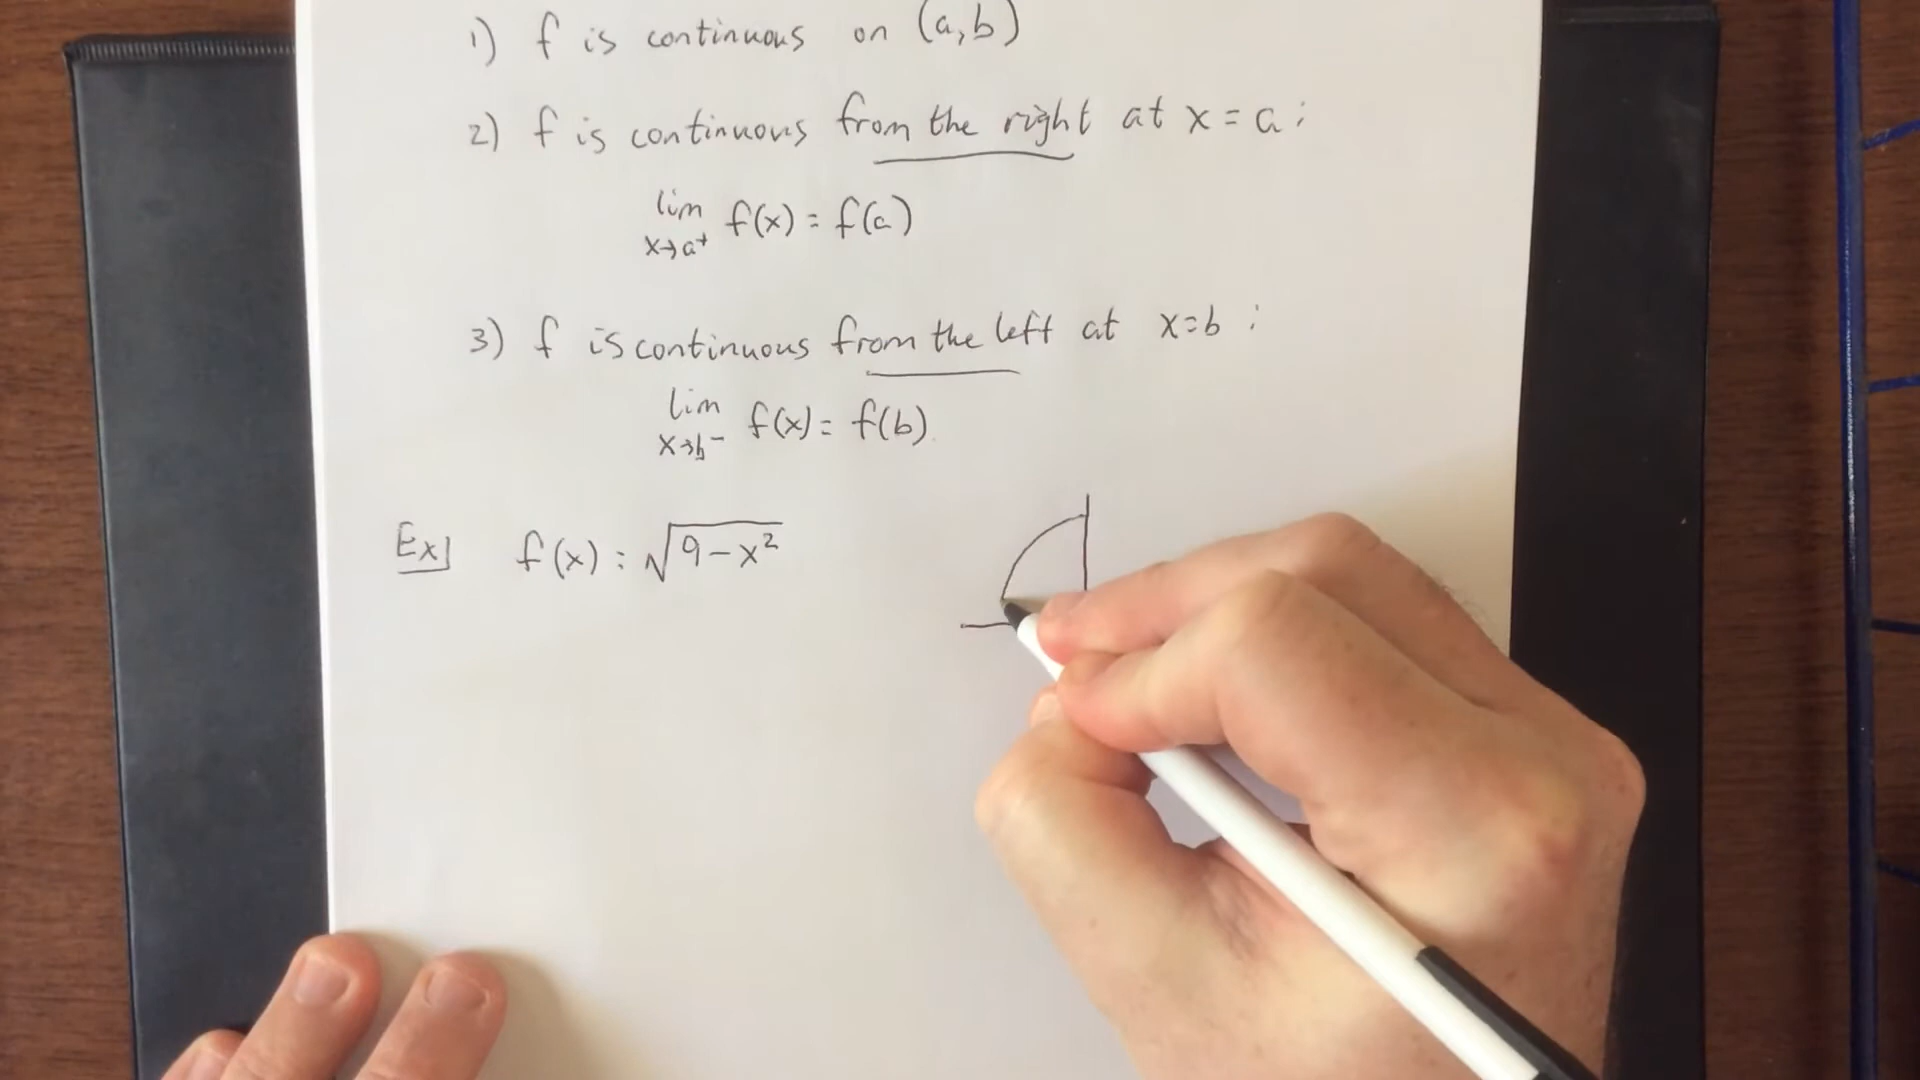 1) f is continuous on (a,b)
2) f is continuous from the right at x = a :
lim x→a⁺ f(x) = f(a)
3) f is continuous from the left at x=b :
lim x→b⁻ f(x) = f(b).
Ex] f(x) = √(9-x²)